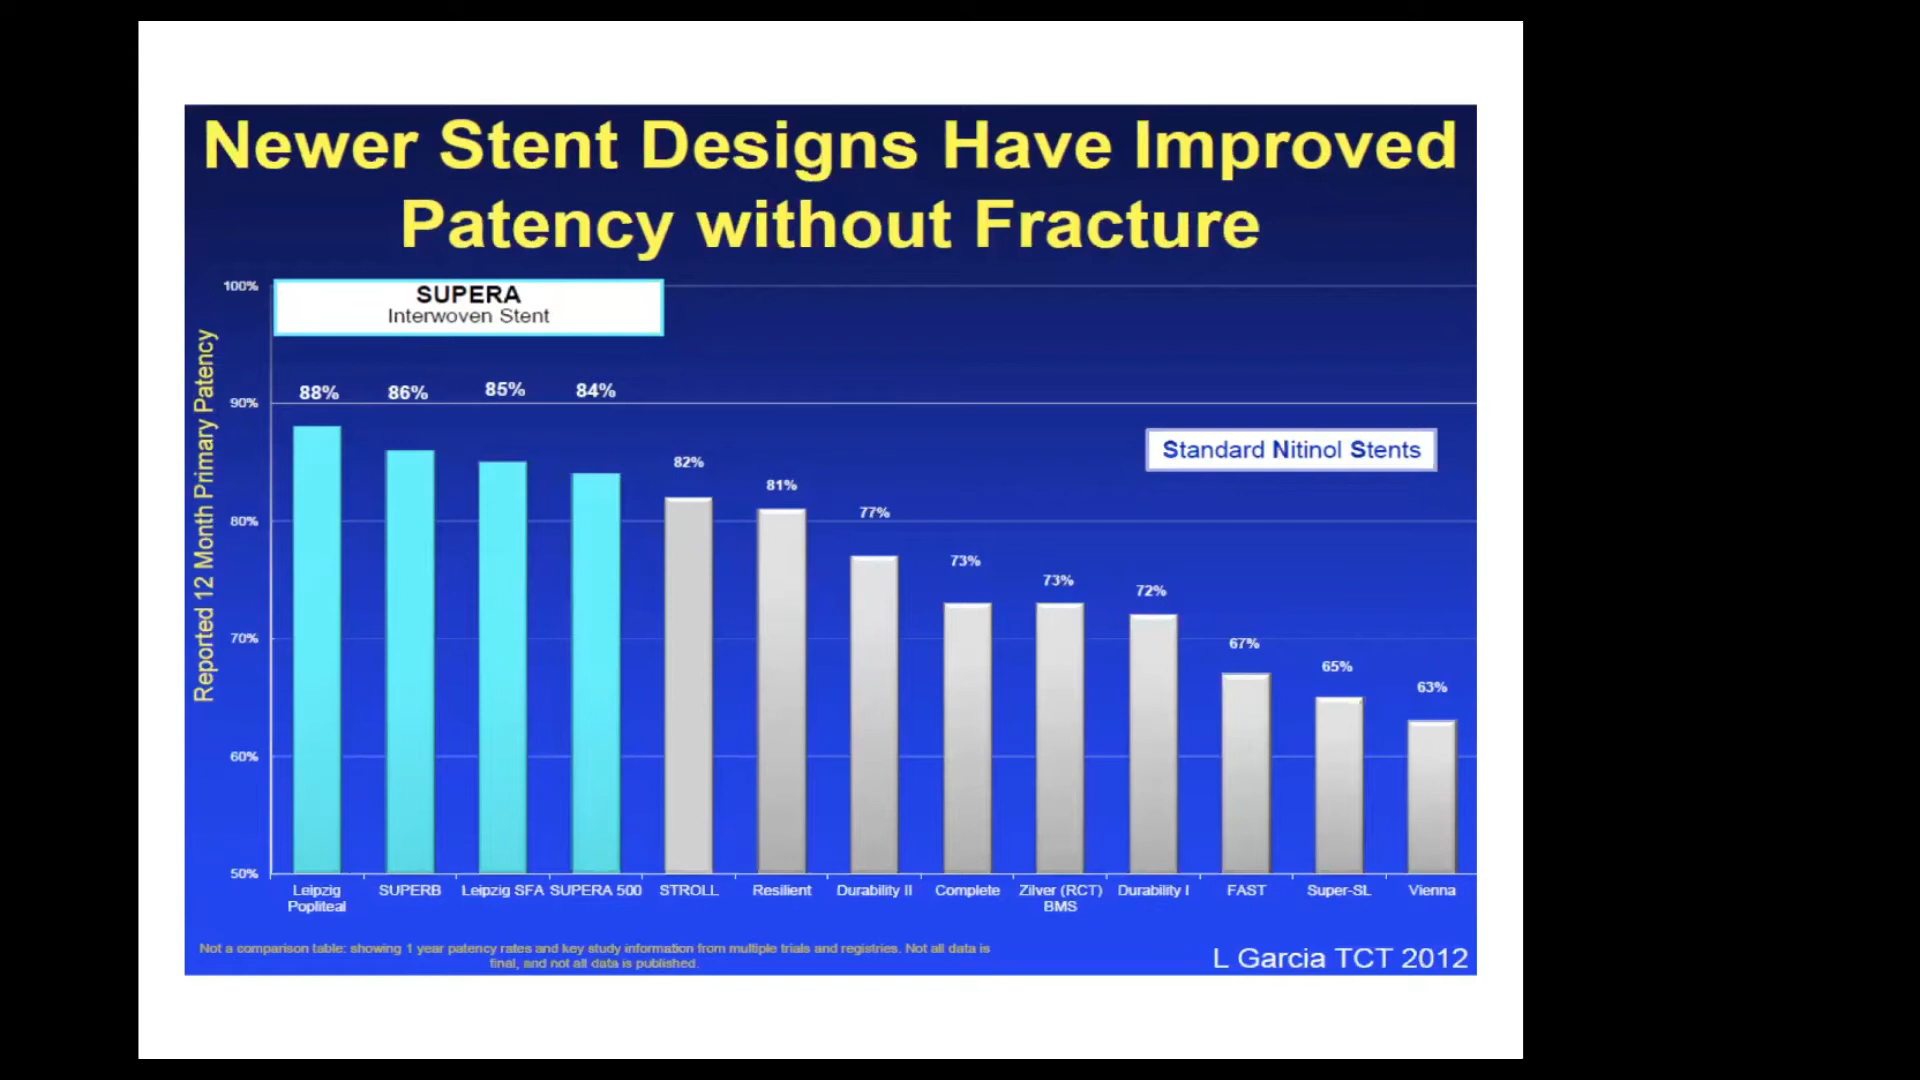 Newer Stent Designs Have Improved
Patency without Fracture
SUPERA
Interwoven Stent
Standard Nitinol Stents
Reported 12 Month Primary Patency
100%
90%
80%
70%
60%
50%
88%
86%
85%
84%
82%
81%
77%
73%
73%
72%
67%
65%
63%
Leipzig
Popliteal
SUPERB
Leipzig SFA
SUPERA 500
STROLL
Resilient
Durability II
Complete
Zilver (RCT)
BMS
Durability I
FAST
Super-SL
Vienna
Not a comparison table: showing 1 year patency rates and key study information from multiple trials and registries. Not all data is
final, and not all data is published.
L Garcia TCT 2012